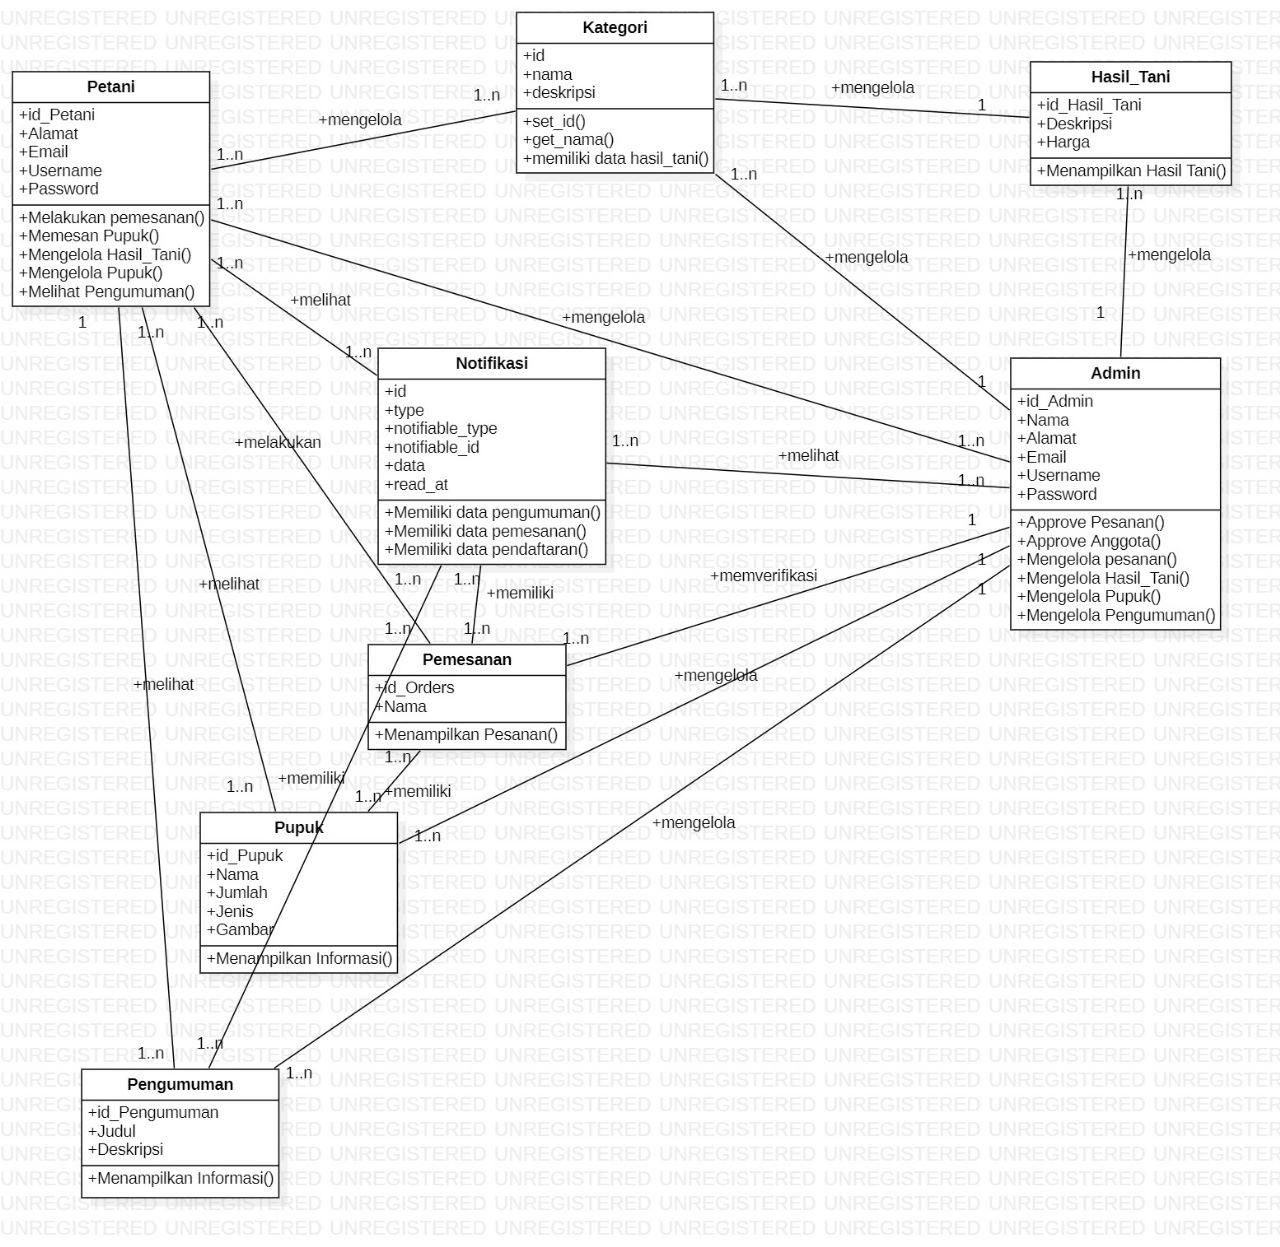 Kategori
+id
+nama
+deskripsi
+set_id()
+get_nama()
+memiliki data hasil_tani()
Hasil_Tani
+id_Hasil_Tani
+Deskripsi
+Harga
+Menampilkan Hasil Tani()
Petani
+id_Petani
+Alamat
+Email
+Username
+Password
+Melakukan pemesanan()
+Memesan Pupuk()
+Mengelola Hasil_Tani()
+Mengelola Pupuk()
+Melihat Pengumuman()
1..n
+mengelola
1..n
1..n
+mengelola
1
1..n
+mengelola
1
1..n
+mengelola
1
1..n
+mengelola
1..n
1..n
+melihat
1..n
Notifikasi
+id
+type
+notifiable_type
+notifiable_id
+data
+read_at
+Memiliki data pengumuman()
+Memiliki data pemesanan()
+Memiliki data pendaftaran()
Admin
+id_Admin
+Nama
+Alamat
+Email
+Username
+Password
+Approve Pesanan()
+Approve Anggota()
+Mengelola pesanan()
+Mengelola Hasil_Tani()
+Mengelola Pupuk()
+Mengelola Pengumuman()
1..n
+melihat
1..n
1
1..n
1..n
+melakukan
1..n
+melihat
+melihat
1..n
1..n
+memiliki
1..n
1
+memverifikasi
1..n
1
+mengelola
1..n
1
+mengelola
1..n
Pemesanan
+id_Orders
+Nama
+Menampilkan Pesanan()
1..n
+memiliki
1..n
+memiliki
1..n
Pupuk
+id_Pupuk
+Nama
+Jumlah
+Jenis
+Gambar
+Menampilkan Informasi()
1..n
1..n
Pengumuman
+id_Pengumuman
+Judul
+Deskripsi
+Menampilkan Informasi()
UNREGISTERED